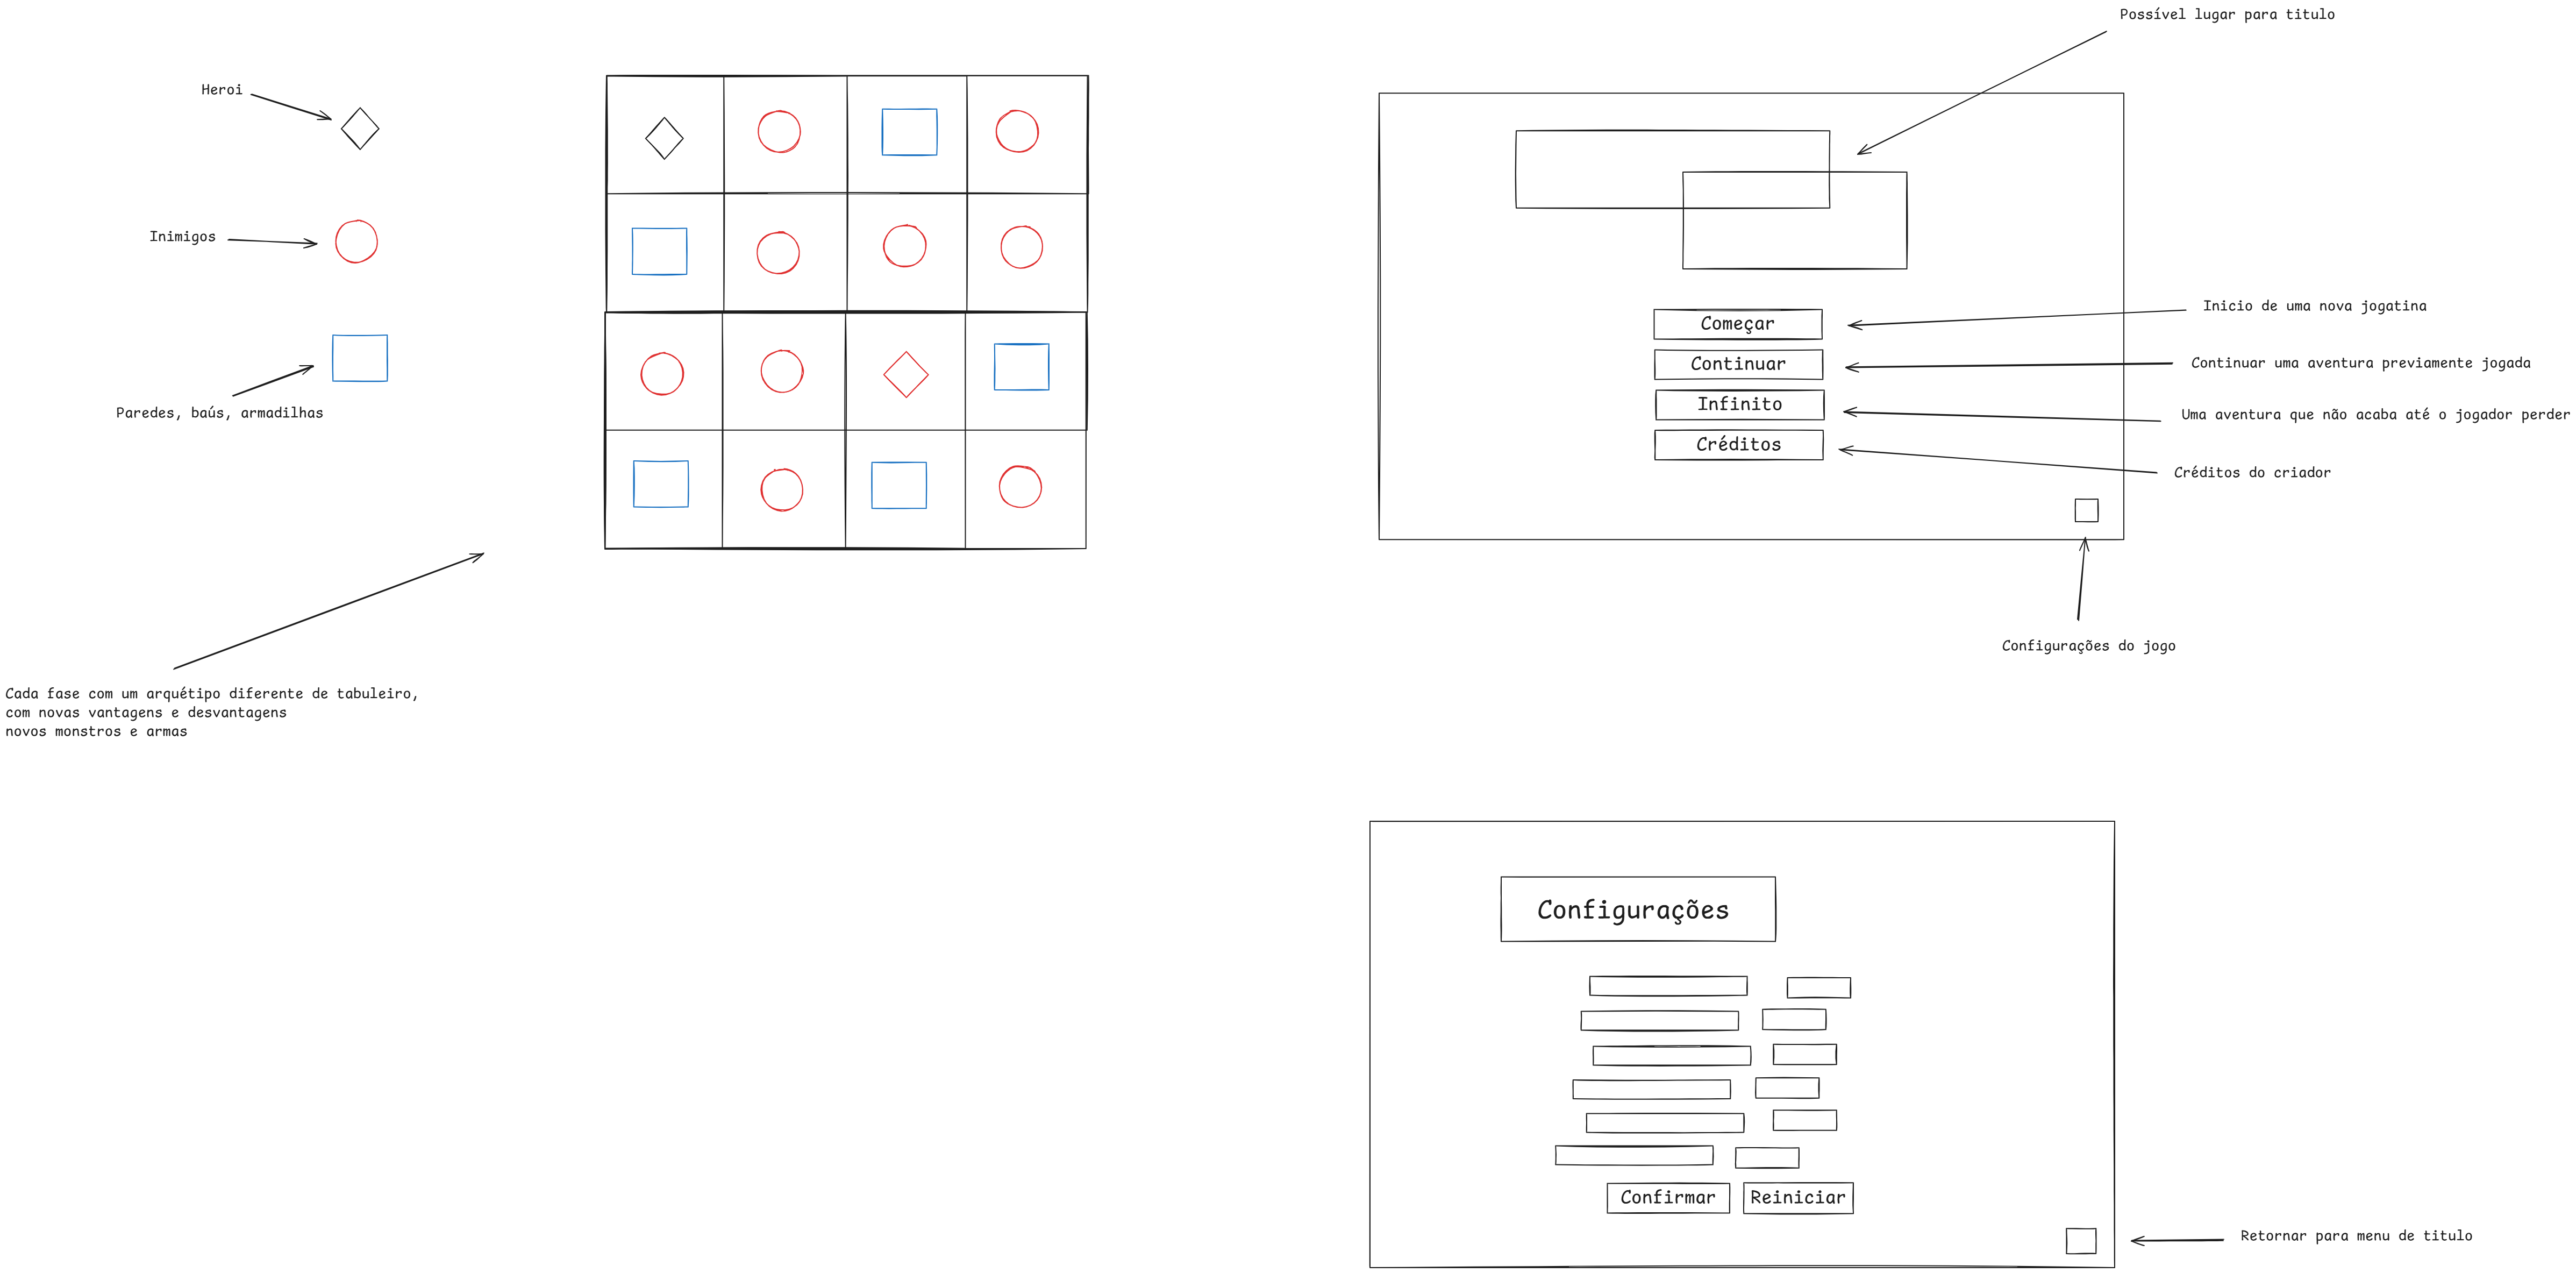 Possível lugar para titulo
Heroi
Inimigos
Paredes, baús, armadilhas
Cada fase com um arquétipo diferente de tabuleiro,
com novas vantagens e desvantagens
novos monstros e armas
Começar
Continuar
Infinito
Créditos
Inicio de uma nova jogatina
Continuar uma aventura previamente jogada
Uma aventura que não acaba até o jogador perder
Créditos do criador
Configurações do jogo
Configurações
Confirmar
Reiniciar
Retornar para menu de titulo